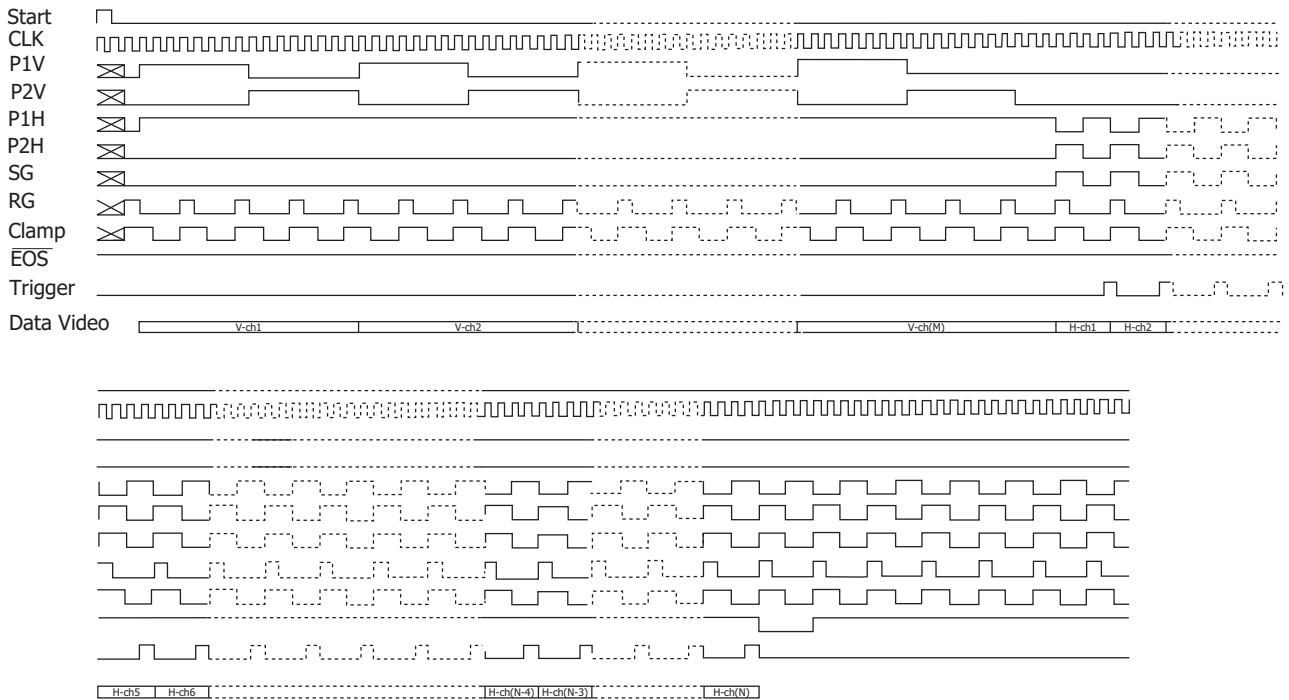 Start
CLK
P1V
P2V
P1H
P2H
SG
RG
Clamp
E̅O̅S̅
Trigger
Data Video V-ch1 V-ch2 V-ch(M) H-ch1 H-ch2
H-ch5 H-ch6 H-ch(N-4) H-ch(N-3) H-ch(N)